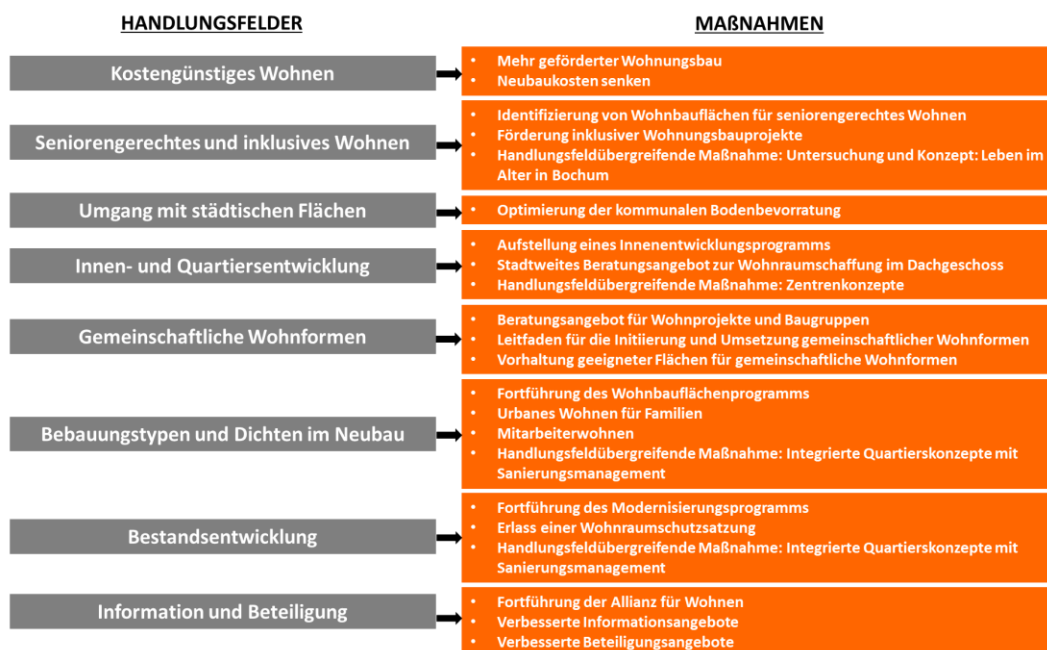 HANDLUNGSFELDER
MAßNAHMEN
Kostengünstiges Wohnen
• Mehr geförderter Wohnungsbau
• Neubaukosten senken
Seniorengerechtes und inklusives Wohnen
• Identifizierung von Wohnbauflächen für seniorengerechtes Wohnen
• Förderung inklusiver Wohnungsbauprojekte
• Handlungsfeldübergreifende Maßnahme: Untersuchung und Konzept: Leben im
Alter in Bochum
Umgang mit städtischen Flächen
• Optimierung der kommunalen Bodenbevorratung
Innen- und Quartiersentwicklung
• Aufstellung eines Innenentwicklungsprogramms
• Stadtweites Beratungsangebot zur Wohnraumschaffung im Dachgeschoss
• Handlungsfeldübergreifende Maßnahme: Zentrenkonzepte
Gemeinschaftliche Wohnformen
• Beratungsangebot für Wohnprojekte und Baugruppen
• Leitfaden für die Initiierung und Umsetzung gemeinschaftlicher Wohnformen
• Vorhaltung geeigneter Flächen für gemeinschaftliche Wohnformen
Bebauungstypen und Dichten im Neubau
• Fortführung des Wohnbauflächenprogramms
• Urbanes Wohnen für Familien
• Mitarbeiterwohnen
• Handlungsfeldübergreifende Maßnahme: Integrierte Quartierskonzepte mit
Sanierungsmanagement
Bestandsentwicklung
• Fortführung des Modernisierungsprogramms
• Erlass einer Wohnraumschutzsatzung
• Handlungsfeldübergreifende Maßnahme: Integrierte Quartierskonzepte mit
Sanierungsmanagement
Information und Beteiligung
• Fortführung der Allianz für Wohnen
• Verbesserte Informationsangebote
• Verbesserte Beteiligungsangebote